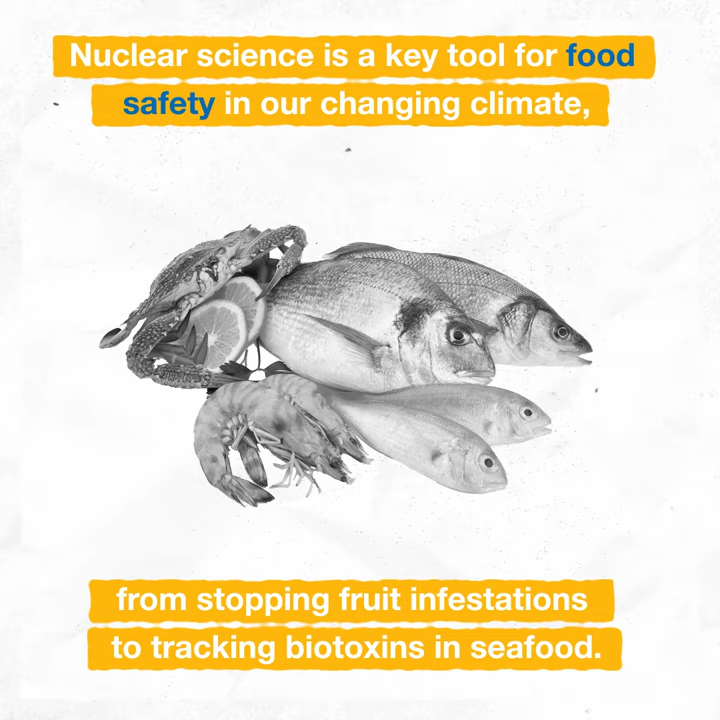 Nuclear science is a key tool for food
safety in our changing climate,
from stopping fruit infestations
to tracking biotoxins in seafood.